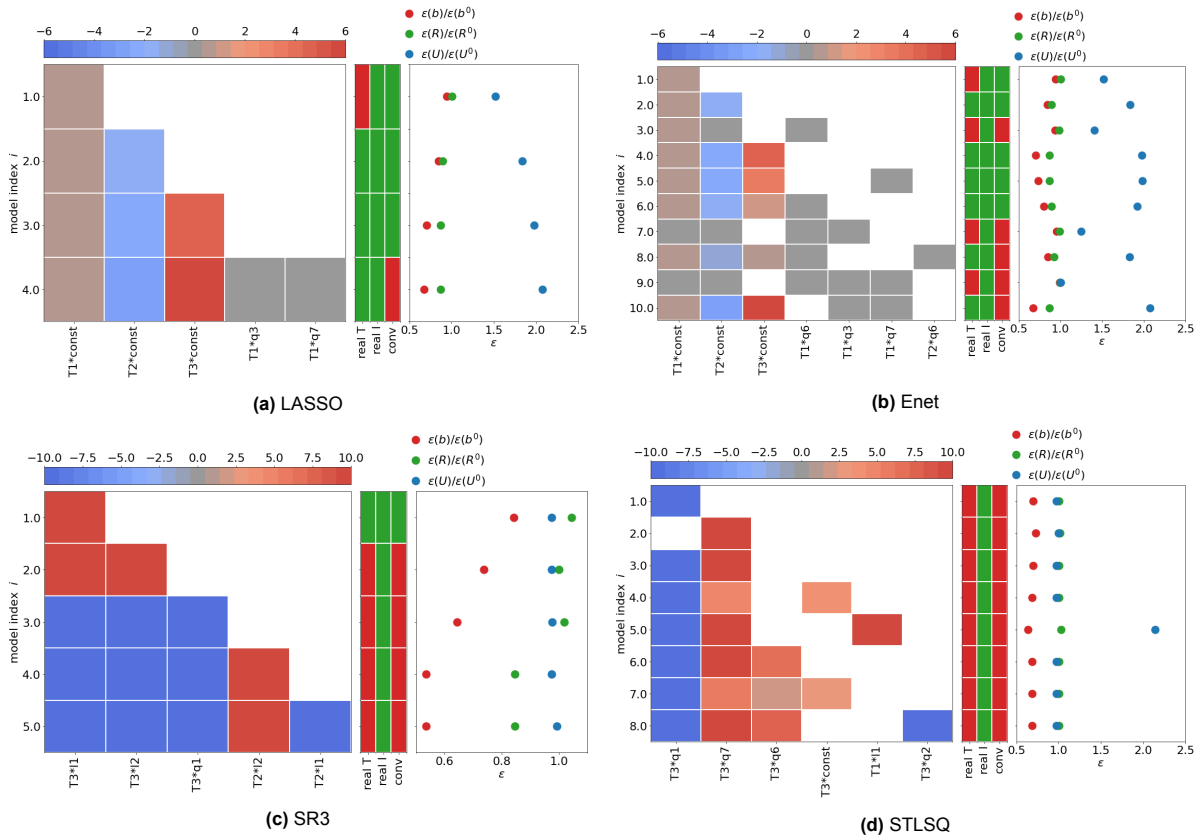 −6 −4 −2 0 2 4 6
ε(b)/ε(b⁰)
ε(R)/ε(R⁰)
ε(U)/ε(U⁰)
model index i
1.0
2.0
3.0
4.0
T1*const
T2*const
T3*const
T1*q3
T1*q7
real T
real I
conv
0.5 1.0 1.5 2.0 2.5
ε
(a) LASSO
−6 −4 −2 0 2 4 6
ε(b)/ε(b⁰)
ε(R)/ε(R⁰)
ε(U)/ε(U⁰)
model index i
1.0
2.0
3.0
4.0
5.0
6.0
7.0
8.0
9.0
10.0
T1*const
T2*const
T3*const
T1*q6
T1*q3
T1*q7
T2*q6
real T
real I
conv
0.5 1.0 1.5 2.0 2.5
ε
(b) Enet
−10.0 −7.5 −5.0 −2.5 0.0 2.5 5.0 7.5 10.0
ε(b)/ε(b⁰)
ε(R)/ε(R⁰)
ε(U)/ε(U⁰)
model index i
1.0
2.0
3.0
4.0
5.0
T3*l1
T3*l2
T3*q1
T2*l2
T2*l1
real T
real I
conv
0.6 0.8 1.0
ε
(c) SR3
−10.0 −7.5 −5.0 −2.5 0.0 2.5 5.0 7.5 10.0
ε(b)/ε(b⁰)
ε(R)/ε(R⁰)
ε(U)/ε(U⁰)
model index i
1.0
2.0
3.0
4.0
5.0
6.0
7.0
8.0
T3*q1
T3*q7
T3*q6
T3*const
T1*l1
T3*q2
real T
real I
conv
0.5 1.0 1.5 2.0 2.5
ε
(d) STLSQ